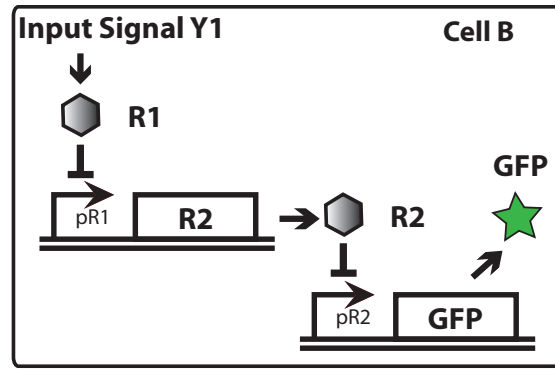 Input Signal Y1
Cell B
R1
GFP
pR1
R2
R2
pR2
GFP